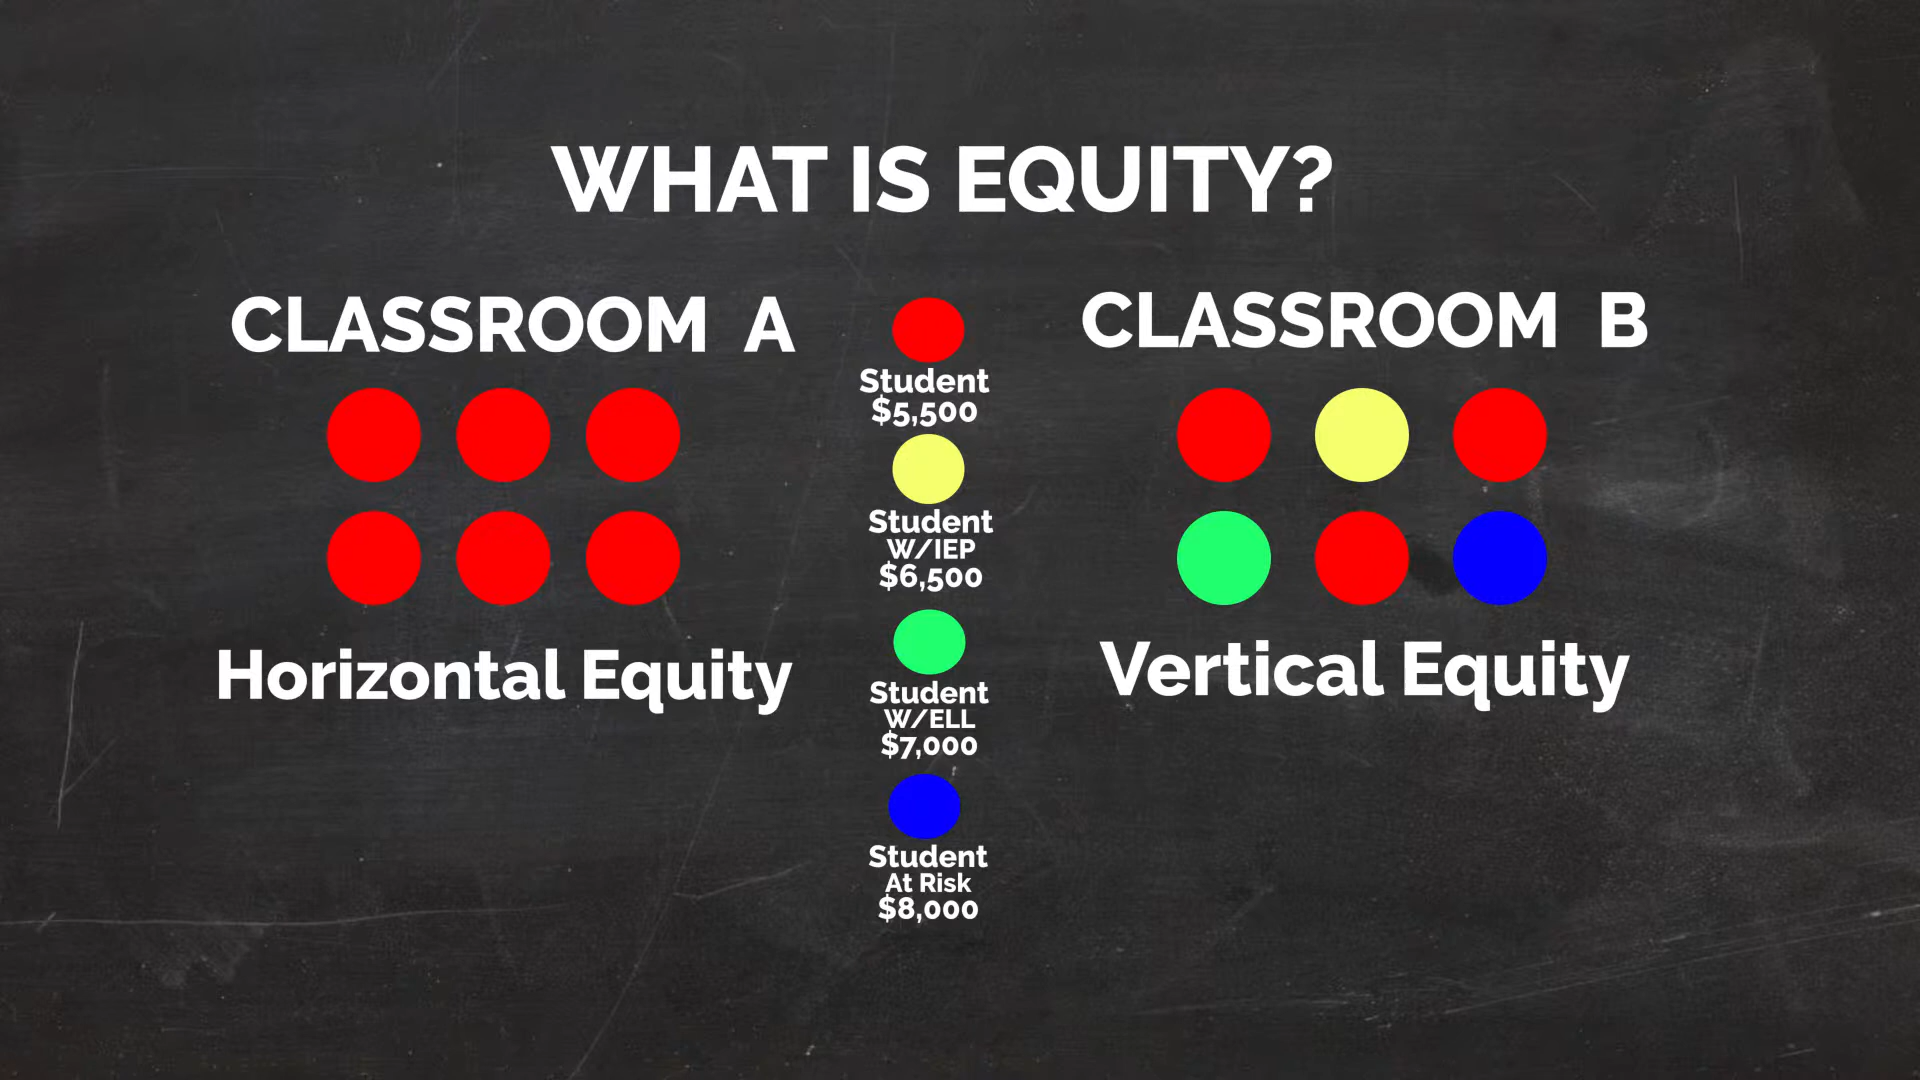 WHAT IS EQUITY?
CLASSROOM A
Horizontal Equity
Student
$5,500
Student
W/IEP
$6,500
Student
W/ELL
$7,000
Student
At Risk
$8,000
CLASSROOM B
Vertical Equity